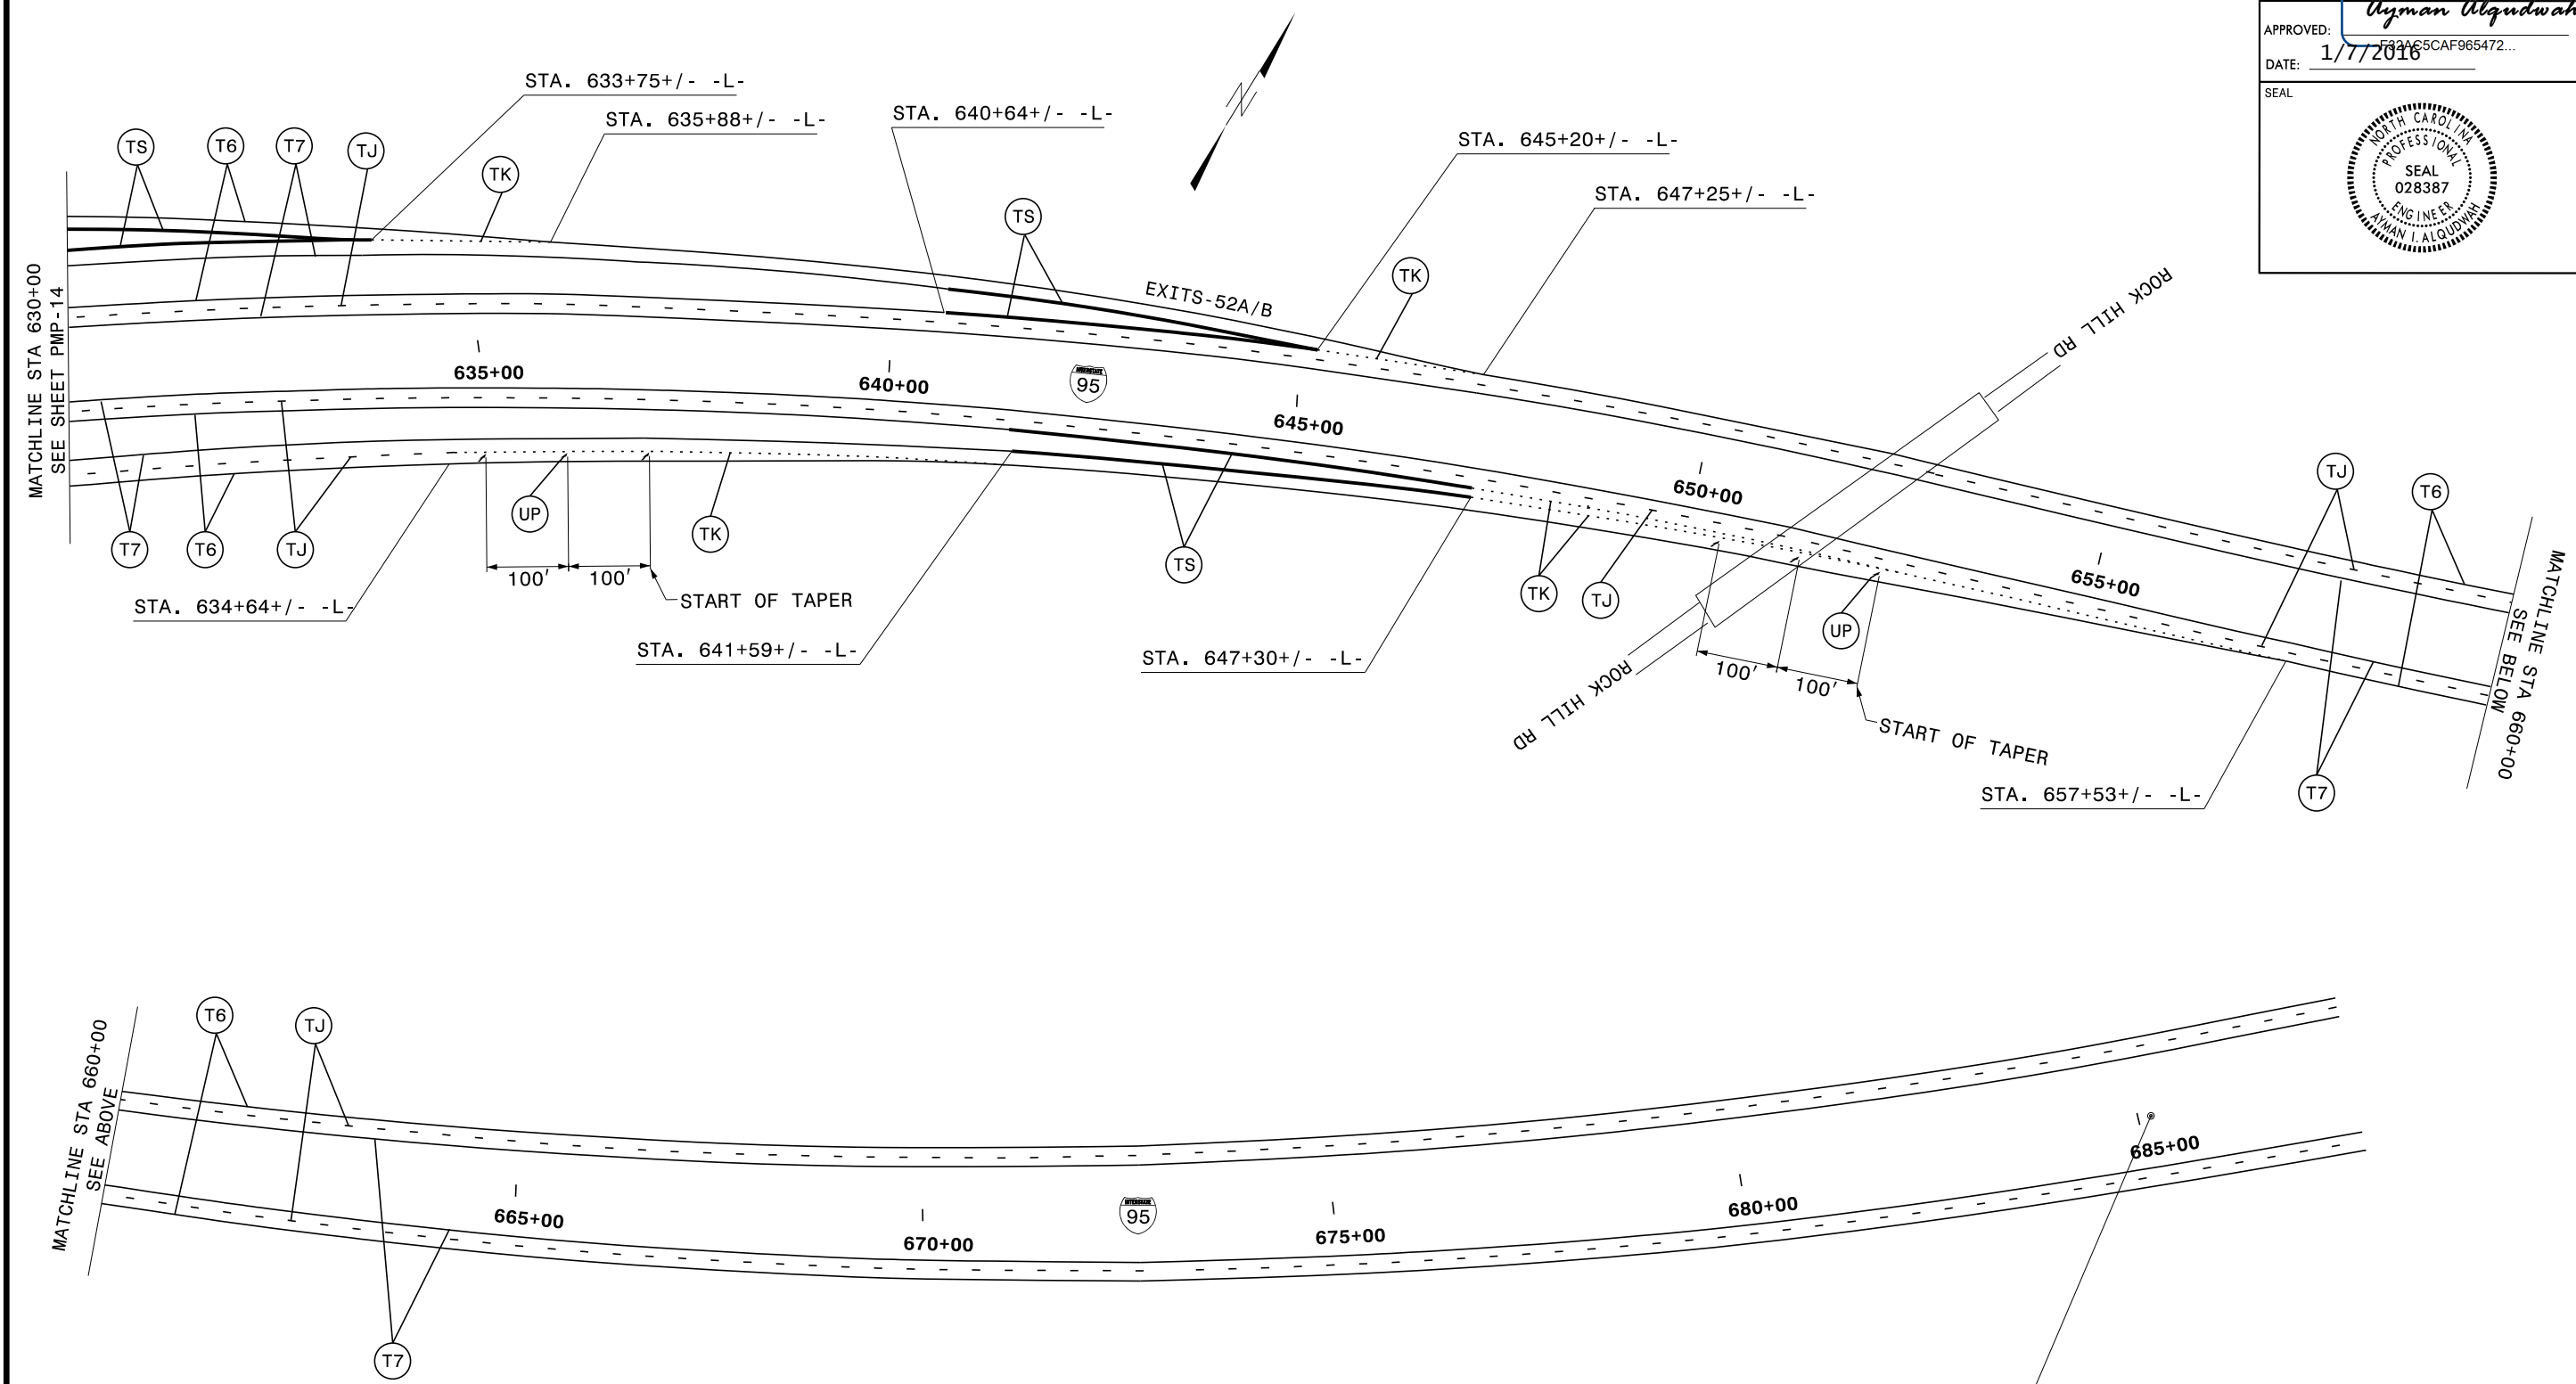 Ayman Alqudwah
APPROVED:
F32AC5CAF965472...
DATE: 1/7/2016
SEAL
NORTH CAROLINA
PROFESSIONAL
SEAL
028387
ENGINEER
AYMAN I. ALQUDWAH
STA. 633+75+/- -L-
STA. 635+88+/- -L-
STA. 640+64+/- -L-
STA. 645+20+/- -L-
STA. 647+25+/- -L-
TS
T6
T7
TJ
TK
TS
TK
N
EXITS-52A/B
ROCK HILL RD
MATCHLINE STA 630+00
SEE SHEET PMP-14
635+00
640+00
INTERSTATE
95
645+00
650+00
655+00
TJ
T6
T7
T6
TJ
UP
TK
TS
TK
TJ
UP
T7
100'
100'
START OF TAPER
100'
100'
START OF TAPER
STA. 634+64+/- -L-
STA. 641+59+/- -L-
STA. 647+30+/- -L-
ROCK HILL RD
STA. 657+53+/- -L-
MATCHLINE STA 660+00
SEE BELOW
MATCHLINE STA 660+00
SEE ABOVE
T6
TJ
T7
665+00
670+00
INTERSTATE
95
675+00
680+00
685+00